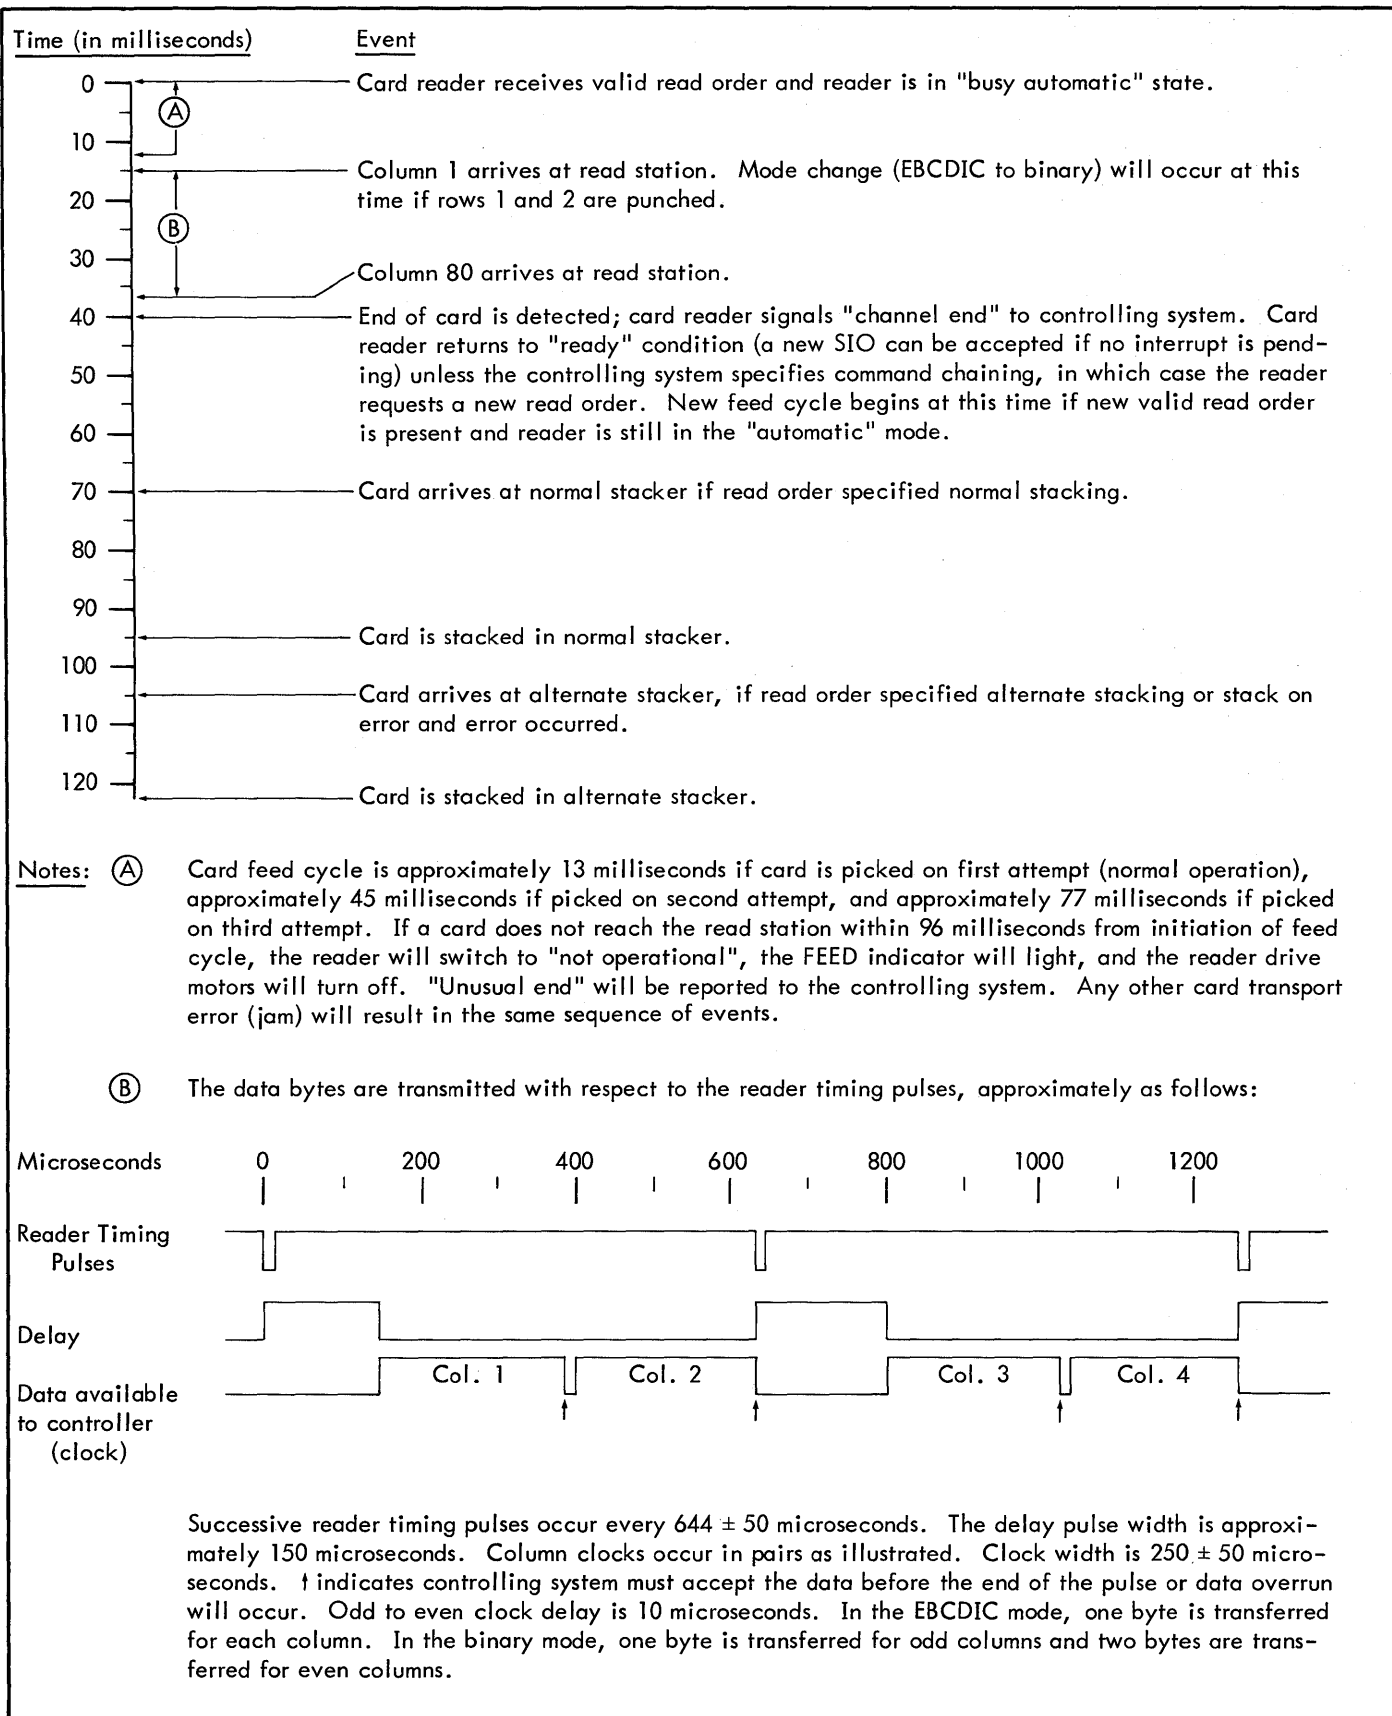 Time (in milliseconds) Event
0 Card reader receives valid read order and reader is in "busy automatic" state.
A
10
Column 1 arrives at read station. Mode change (EBCDIC to binary) will occur at this
20 time if rows 1 and 2 are punched.
B
30
Column 80 arrives at read station.
40 End of card is detected; card reader signals "channel end" to controlling system. Card
reader returns to "ready" condition (a new SIO can be accepted if no interrupt is pend-
50 ing) unless the controlling system specifies command chaining, in which case the reader
requests a new read order. New feed cycle begins at this time if new valid read order
60 is present and reader is still in the "automatic" mode.
70 Card arrives at normal stacker if read order specified normal stacking.
80
90
Card is stacked in normal stacker.
100
Card arrives at alternate stacker, if read order specified alternate stacking or stack on
110 error and error occurred.
120
Card is stacked in alternate stacker.
Notes: A Card feed cycle is approximately 13 milliseconds if card is picked on first attempt (normal operation),
approximately 45 milliseconds if picked on second attempt, and approximately 77 milliseconds if picked
on third attempt. If a card does not reach the read station within 96 milliseconds from initiation of feed
cycle, the reader will switch to "not operational", the FEED indicator will light, and the reader drive
motors will turn off. "Unusual end" will be reported to the controlling system. Any other card transport
error (jam) will result in the same sequence of events.
B The data bytes are transmitted with respect to the reader timing pulses, approximately as follows:
Microseconds 0 200 400 600 800 1000 1200
Reader Timing
Pulses
Delay
Col. 1 Col. 2 Col. 3 Col. 4
Data available
to controller
(clock)
Successive reader timing pulses occur every 644 ± 50 microseconds. The delay pulse width is approxi-
mately 150 microseconds. Column clocks occur in pairs as illustrated. Clock width is 250 ± 50 micro-
seconds. ↑ indicates controlling system must accept the data before the end of the pulse or data overrun
will occur. Odd to even clock delay is 10 microseconds. In the EBCDIC mode, one byte is transferred
for each column. In the binary mode, one byte is transferred for odd columns and two bytes are trans-
ferred for even columns.